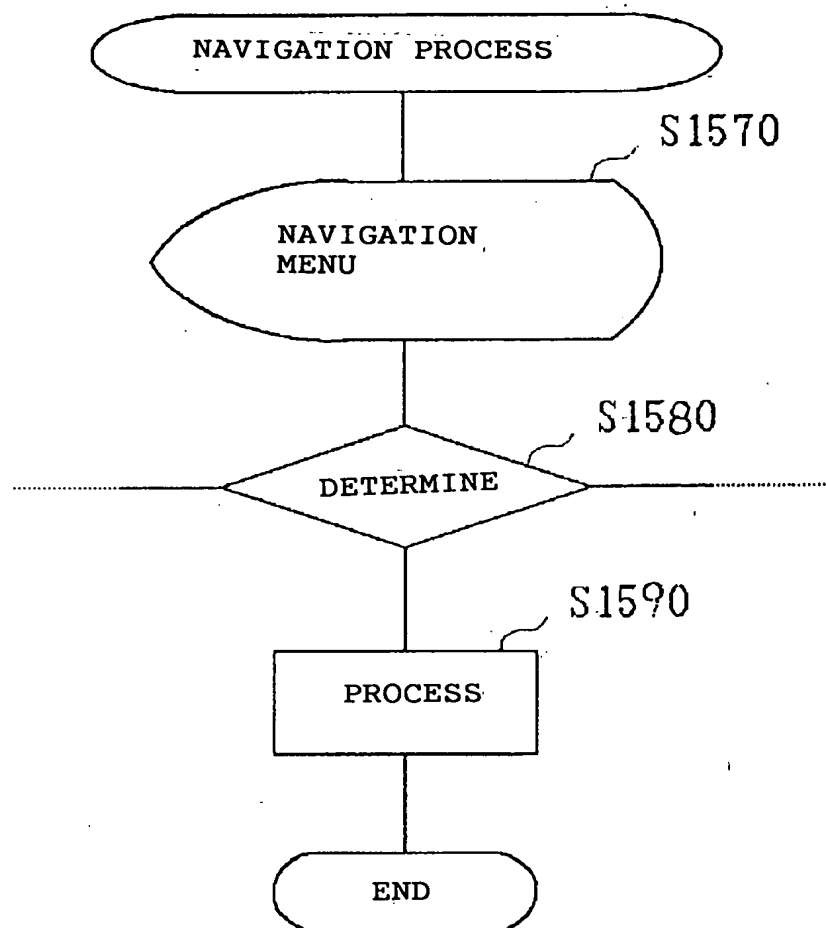 NAVIGATION PROCESS
S1570
NAVIGATION
MENU
S1580
DETERMINE
S1590
PROCESS
END